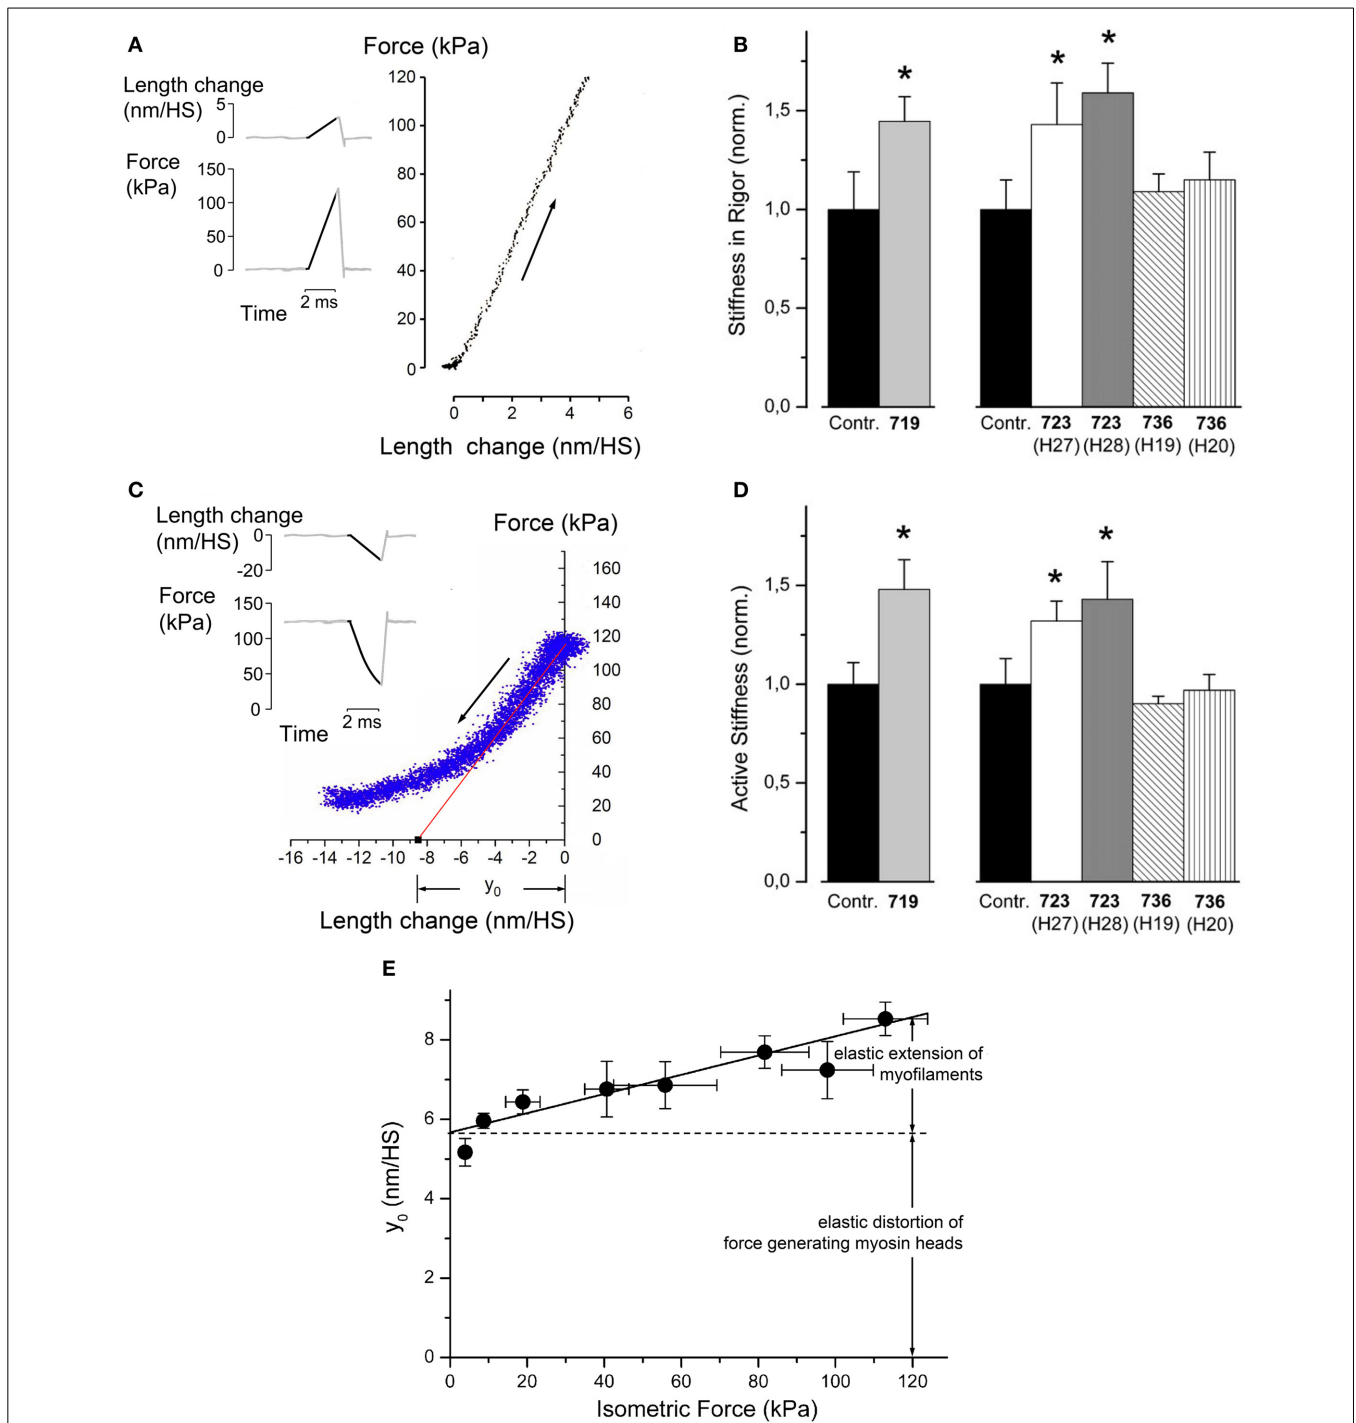 A
Force (kPa)
Length change
(nm/HS)
5
0
Force
(kPa)
150
100
50
0
2 ms
Time
120
100
80
60
40
20
0
0 2 4 6
Length change (nm/HS)
B
Stiffness in Rigor (norm.)
1,5
1,0
0,5
0,0
* * *
Contr. 719 Contr. 723 723 736 736
(H27) (H28) (H19) (H20)
C
Length change
(nm/HS)
0
-20
Force
(kPa)
150
100
50
0
2 ms
Time
Force (kPa)
160
140
120
100
80
60
40
20
0
-16 -14 -12 -10 -8 -6 -4 -2 0
y0
Length change (nm/HS)
D
Active Stiffness (norm.)
1,5
1,0
0,5
0,0
* * *
Contr. 719 Contr. 723 723 736 736
(H27) (H28) (H19) (H20)
E
y0 (nm/HS)
8
6
4
2
0
elastic extension of
myofilaments
elastic distortion of
force generating myosin heads
0 20 40 60 80 100 120
Isometric Force (kPa)